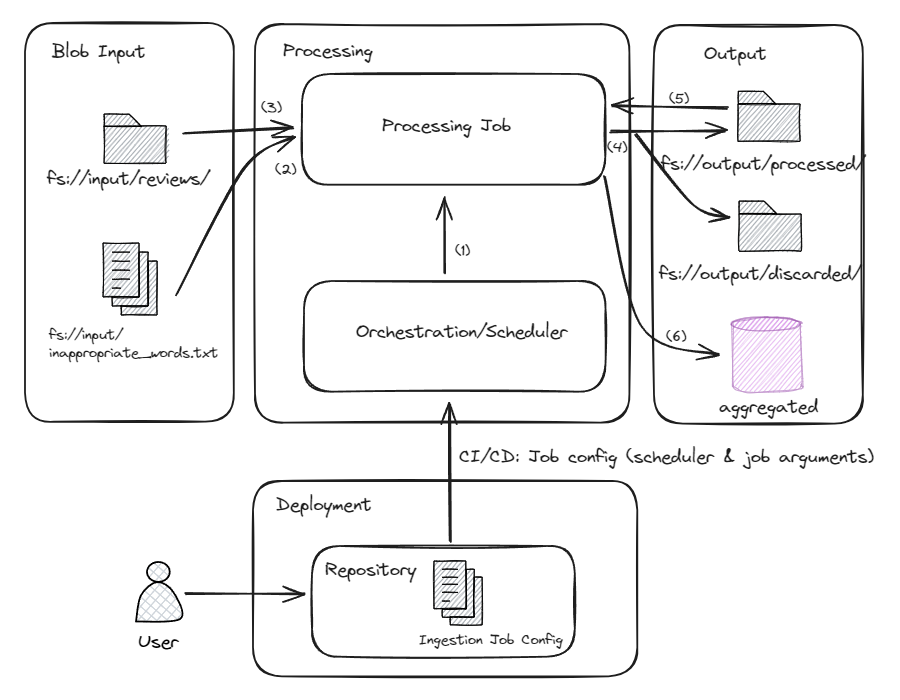 Blob Input
fs://input/reviews/
fs://input/
inappropriate_words.txt
Processing
(3)
(2)
Processing Job
(1)
Orchestration/Scheduler
Output
(5)
(4)
fs://output/processed/
fs://output/discarded/
(6)
aggregated
CI/CD: Job config (scheduler & job arguments)
Deployment
Repository
Ingestion Job Config
User